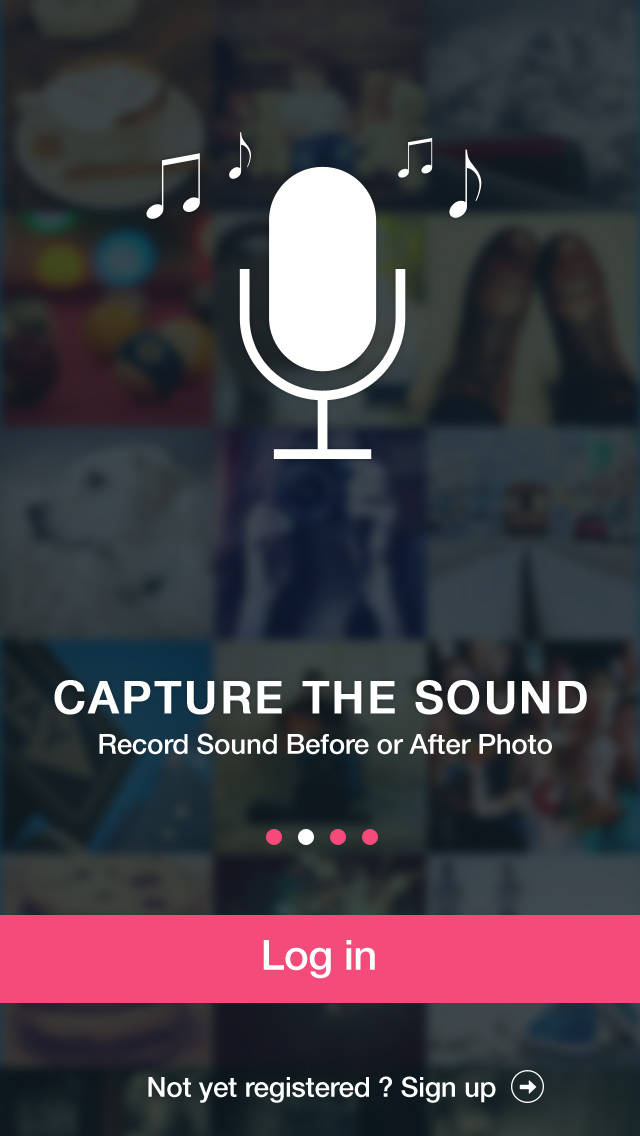 CAPTURE THE SOUND
Record Sound Before or After Photo
Log in
Not yet registered ? Sign up